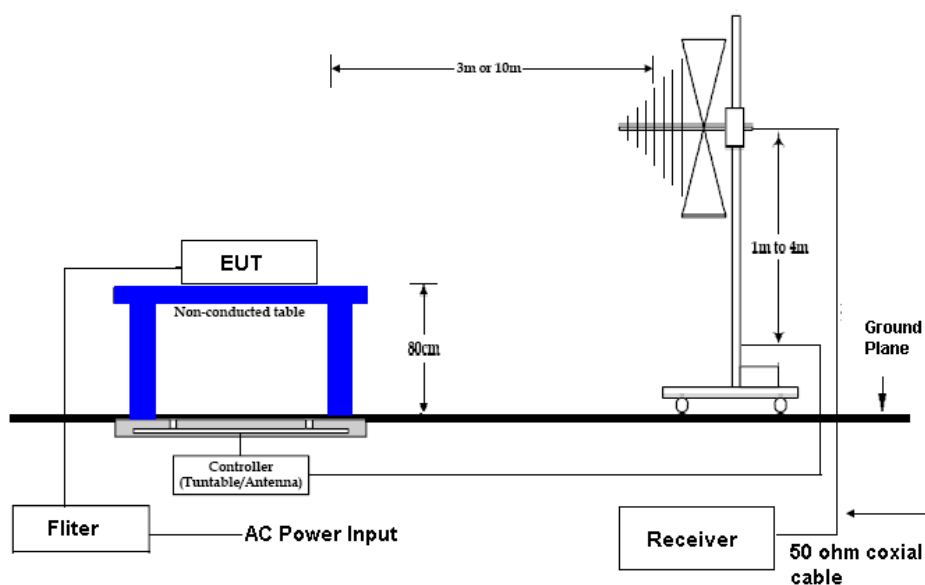 3m or 10m
1m to 4m
EUT
Non-conducted table
80cm
Ground
Plane
Controller
(Tuntable/Antenna)
Fliter
AC Power Input
Receiver
50 ohm coxial
cable